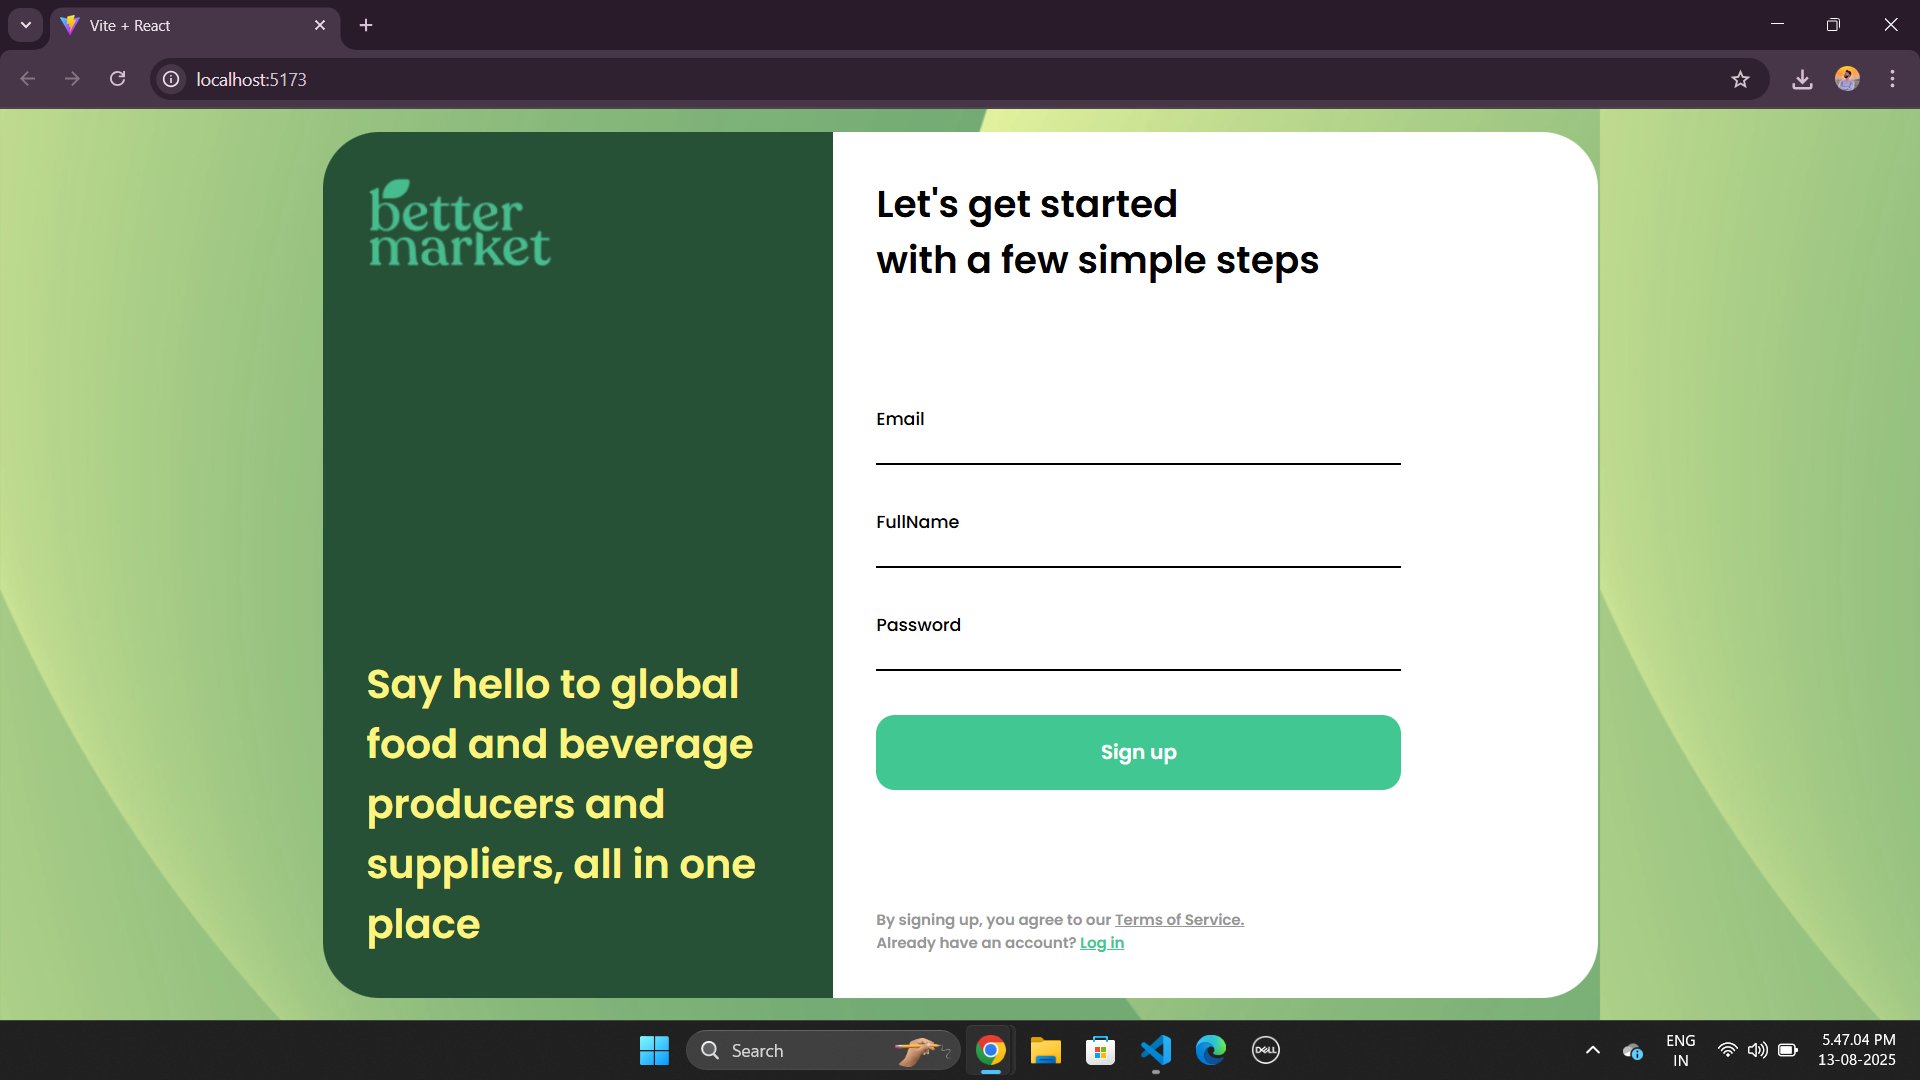 Vite + React
localhost:5173
better
market
Let's get started
with a few simple steps
Email
FullName
Password
Sign up
Say hello to global
food and beverage
producers and
suppliers, all in one
place
By signing up, you agree to our Terms of Service.
Already have an account? Log in
Search
DELL
ENG
IN
5.47.04 PM
13-08-2025